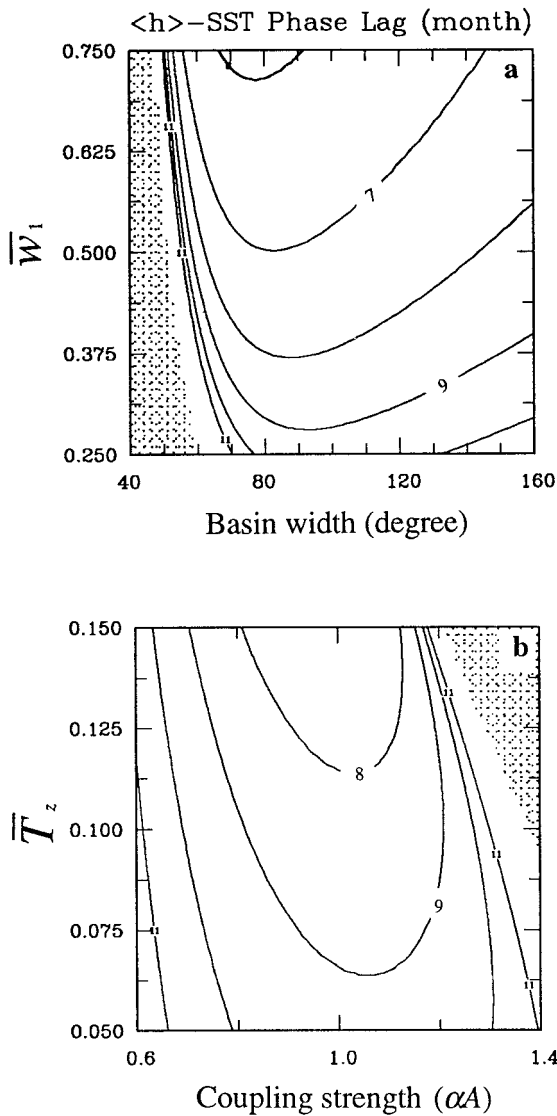 <h>-SST Phase Lag (month)
a
0.750
0.625
0.500
0.375
0.250
w̅ 1
11
11
11
7
9
40 80 120 160
Basin width (degree)
b
0.150
0.125
0.100
0.075
0.050
T̅ z
11
8
9
11
11
11
0.6 1.0 1.4
Coupling strength (αA)